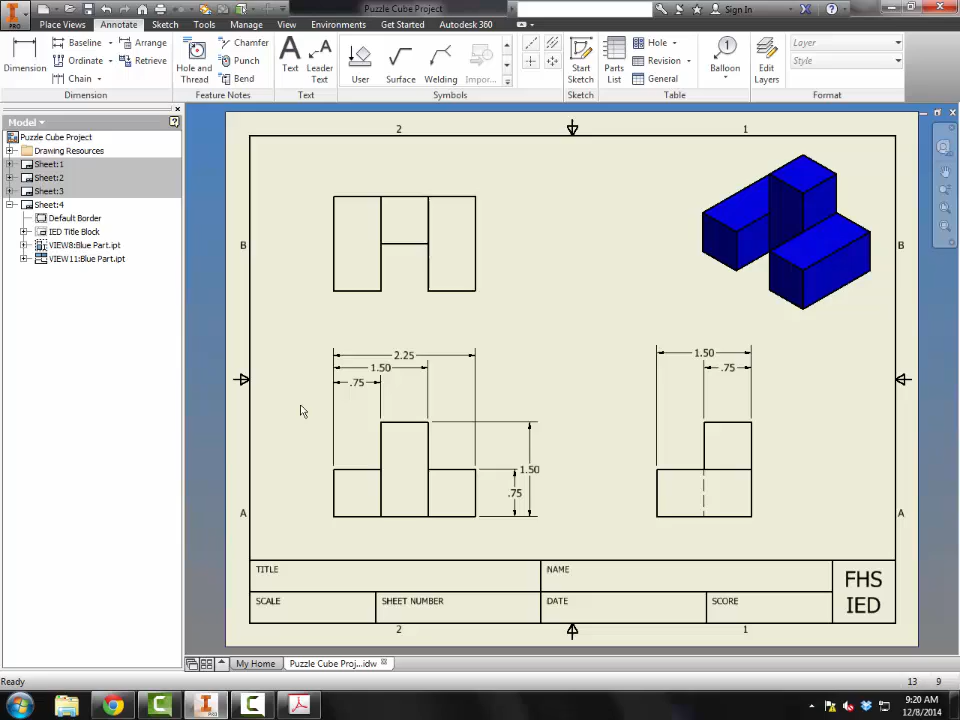 Puzzle Cube Project
Sign In
PRO
Place Views Annotate Sketch Tools Manage View Environments Get Started Autodesk 360
Dimension
Baseline Arrange
Ordinate Retrieve
Chain
Dimension
Hole and Thread
Chamfer
Punch
Bend
Feature Notes
Text
Leader Text
Text
User
Surface
Welding
Impor...
Symbols
Start Sketch
Sketch
Parts List
Hole
Revision
General
Table
Balloon
Edit Layers
Layer
Style
Format
Model
Puzzle Cube Project
Drawing Resources
Sheet:1
Sheet:2
Sheet:3
Sheet:4
Default Border
IED Title Block
VIEW8:Blue Part.ipt
VIEW11:Blue Part.ipt
2 1
B B
2.25
1.50
.75
1.50
.75
1.50
.75
A A
TITLE NAME
SCALE SHEET NUMBER DATE SCORE
FHS
IED
2 1
My Home Puzzle Cube Proj...idw
Ready 13 9
PRO
9:20 AM
12/8/2014